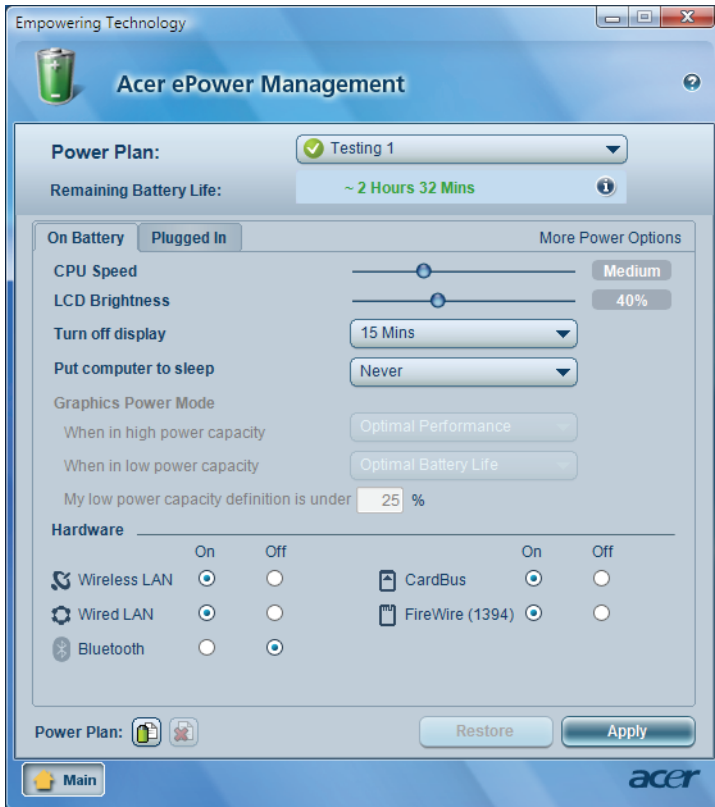 Empowering Technology
Acer ePower Management
Power Plan: Testing 1
Remaining Battery Life: ~ 2 Hours 32 Mins
On Battery Plugged In More Power Options
CPU Speed Medium
LCD Brightness 40%
Turn off display 15 Mins
Put computer to sleep Never
Graphics Power Mode
When in high power capacity Optimal Performance
When in low power capacity Optimal Battery Life
My low power capacity definition is under 25 %
Hardware
On Off On Off
Wireless LAN CardBus
Wired LAN FireWire (1394)
Bluetooth
Power Plan: Restore Apply
Main acer